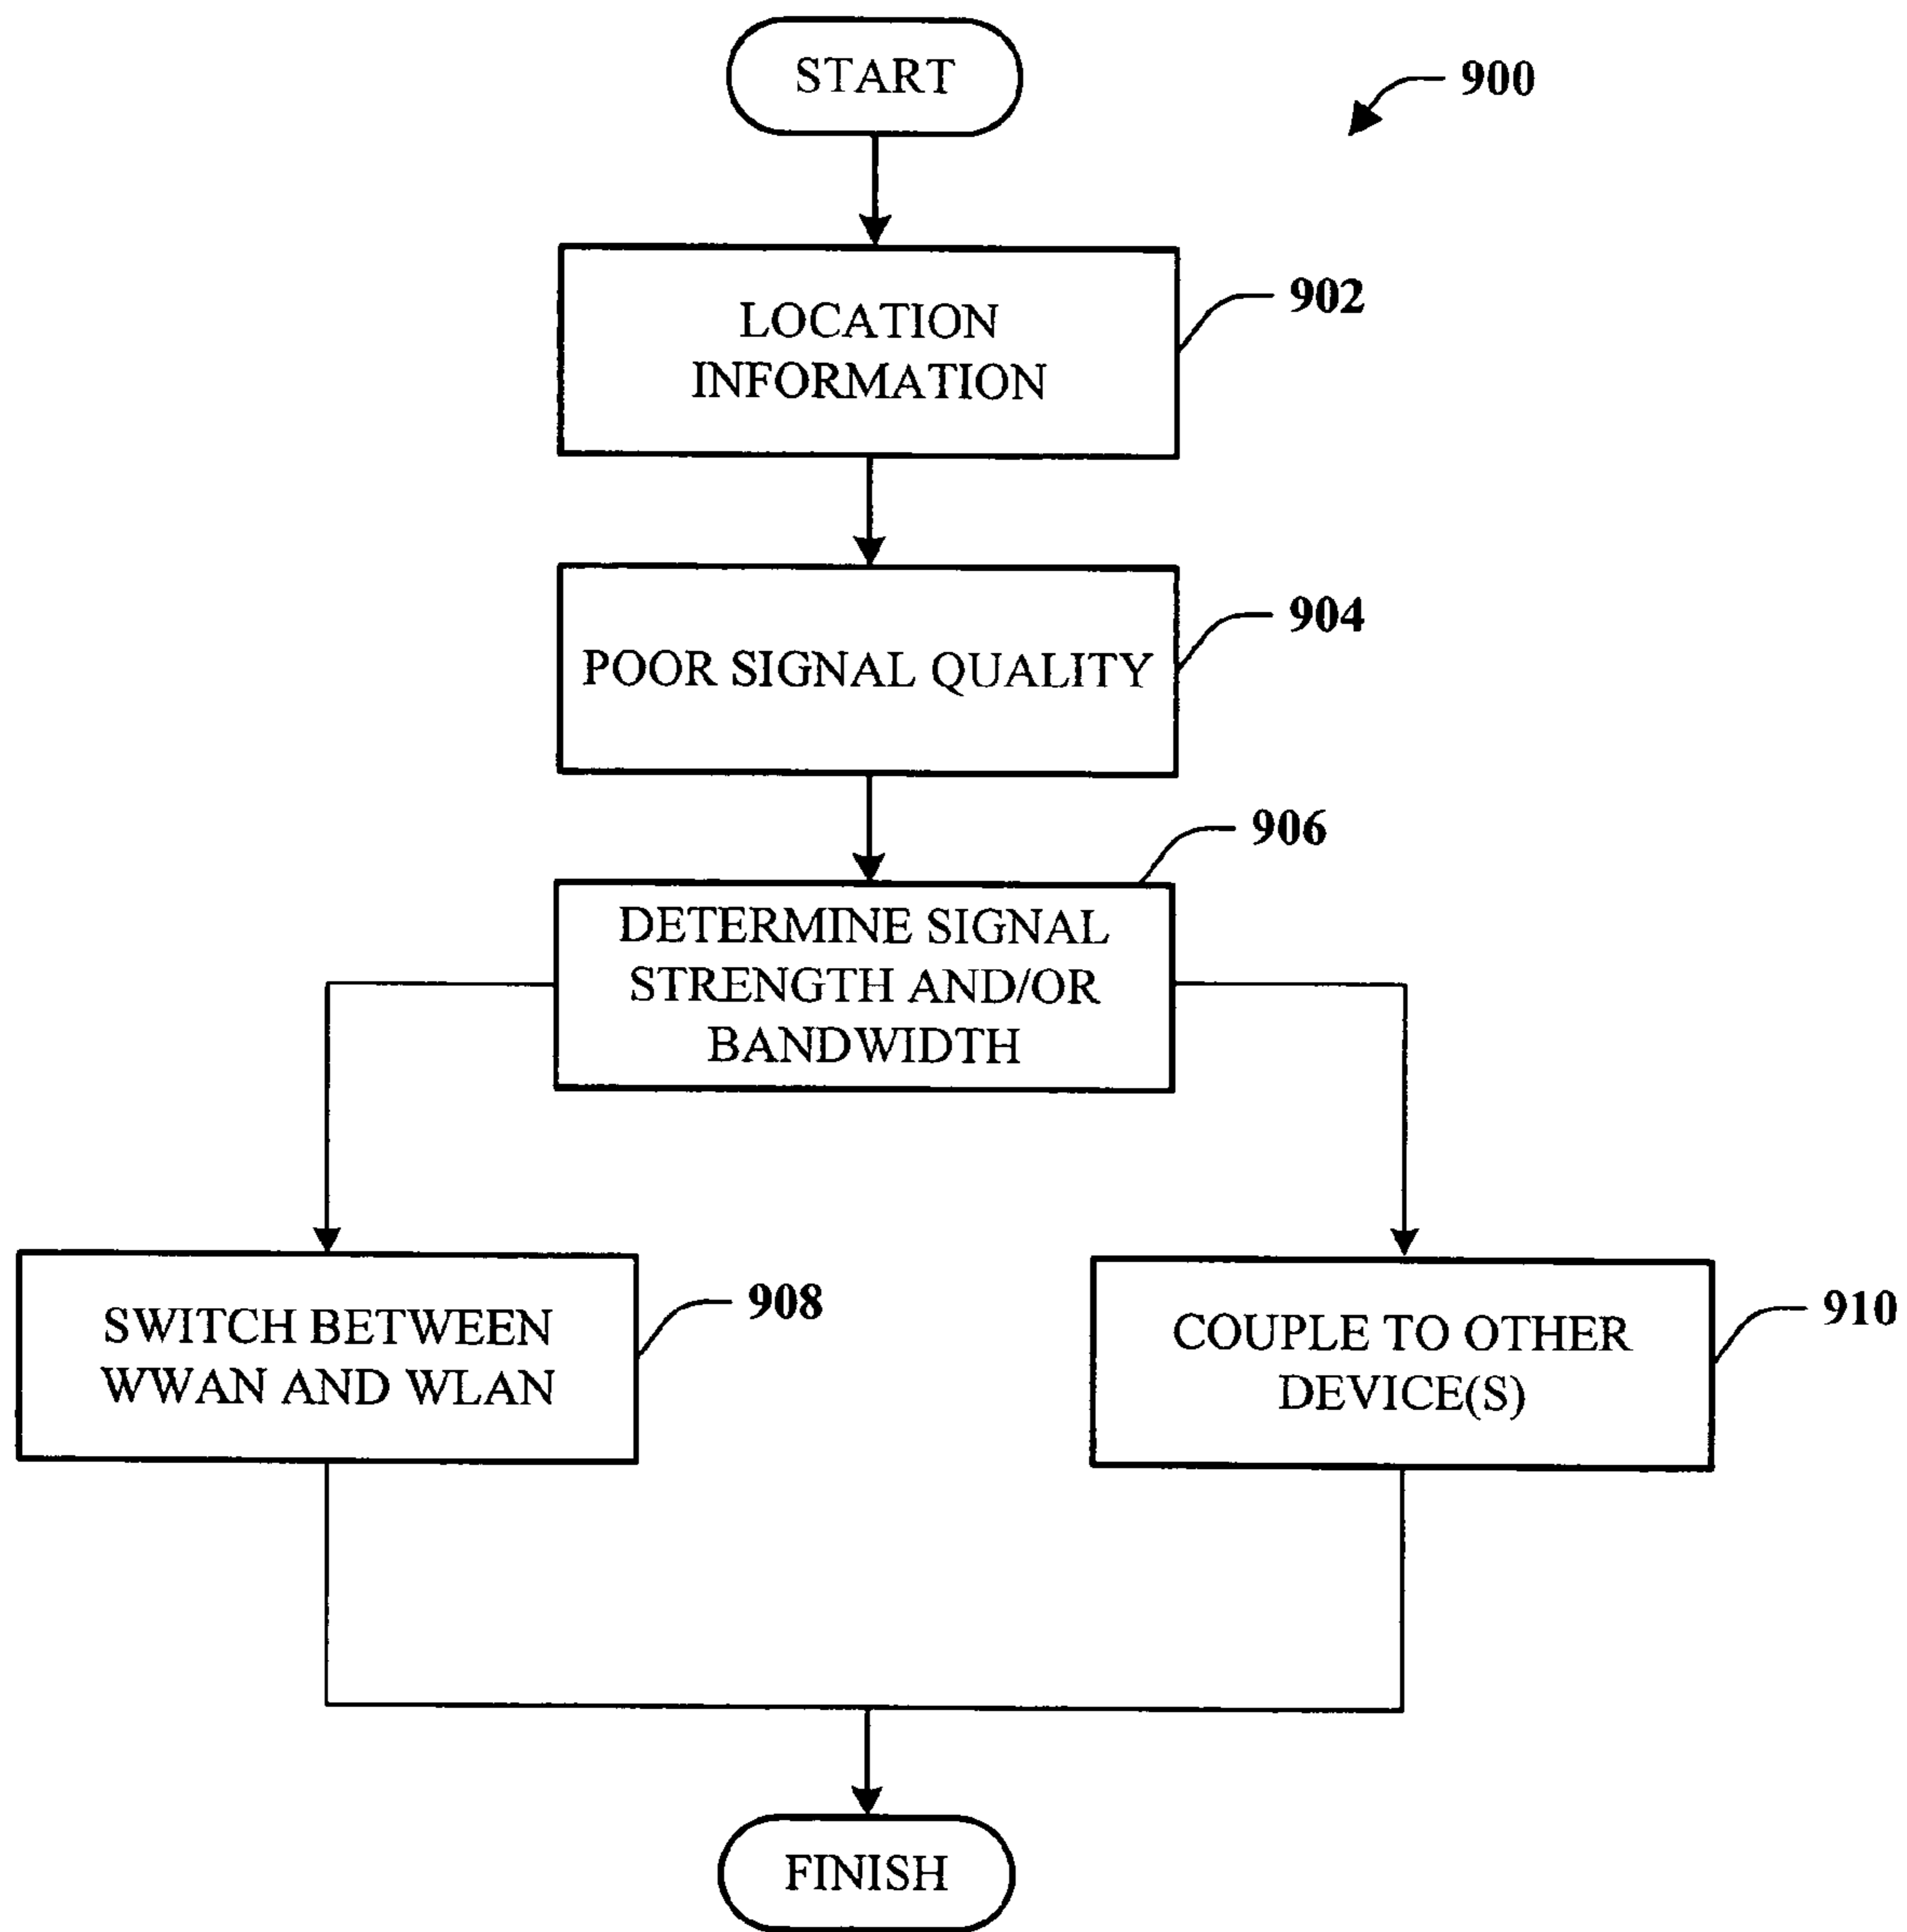 START
900
LOCATION
INFORMATION
902
POOR SIGNAL QUALITY
904
906
DETERMINE SIGNAL
STRENGTH AND/OR
BANDWIDTH
SWITCH BETWEEN
WWAN AND WLAN
908
COUPLE TO OTHER
DEVICE(S)
910
FINISH